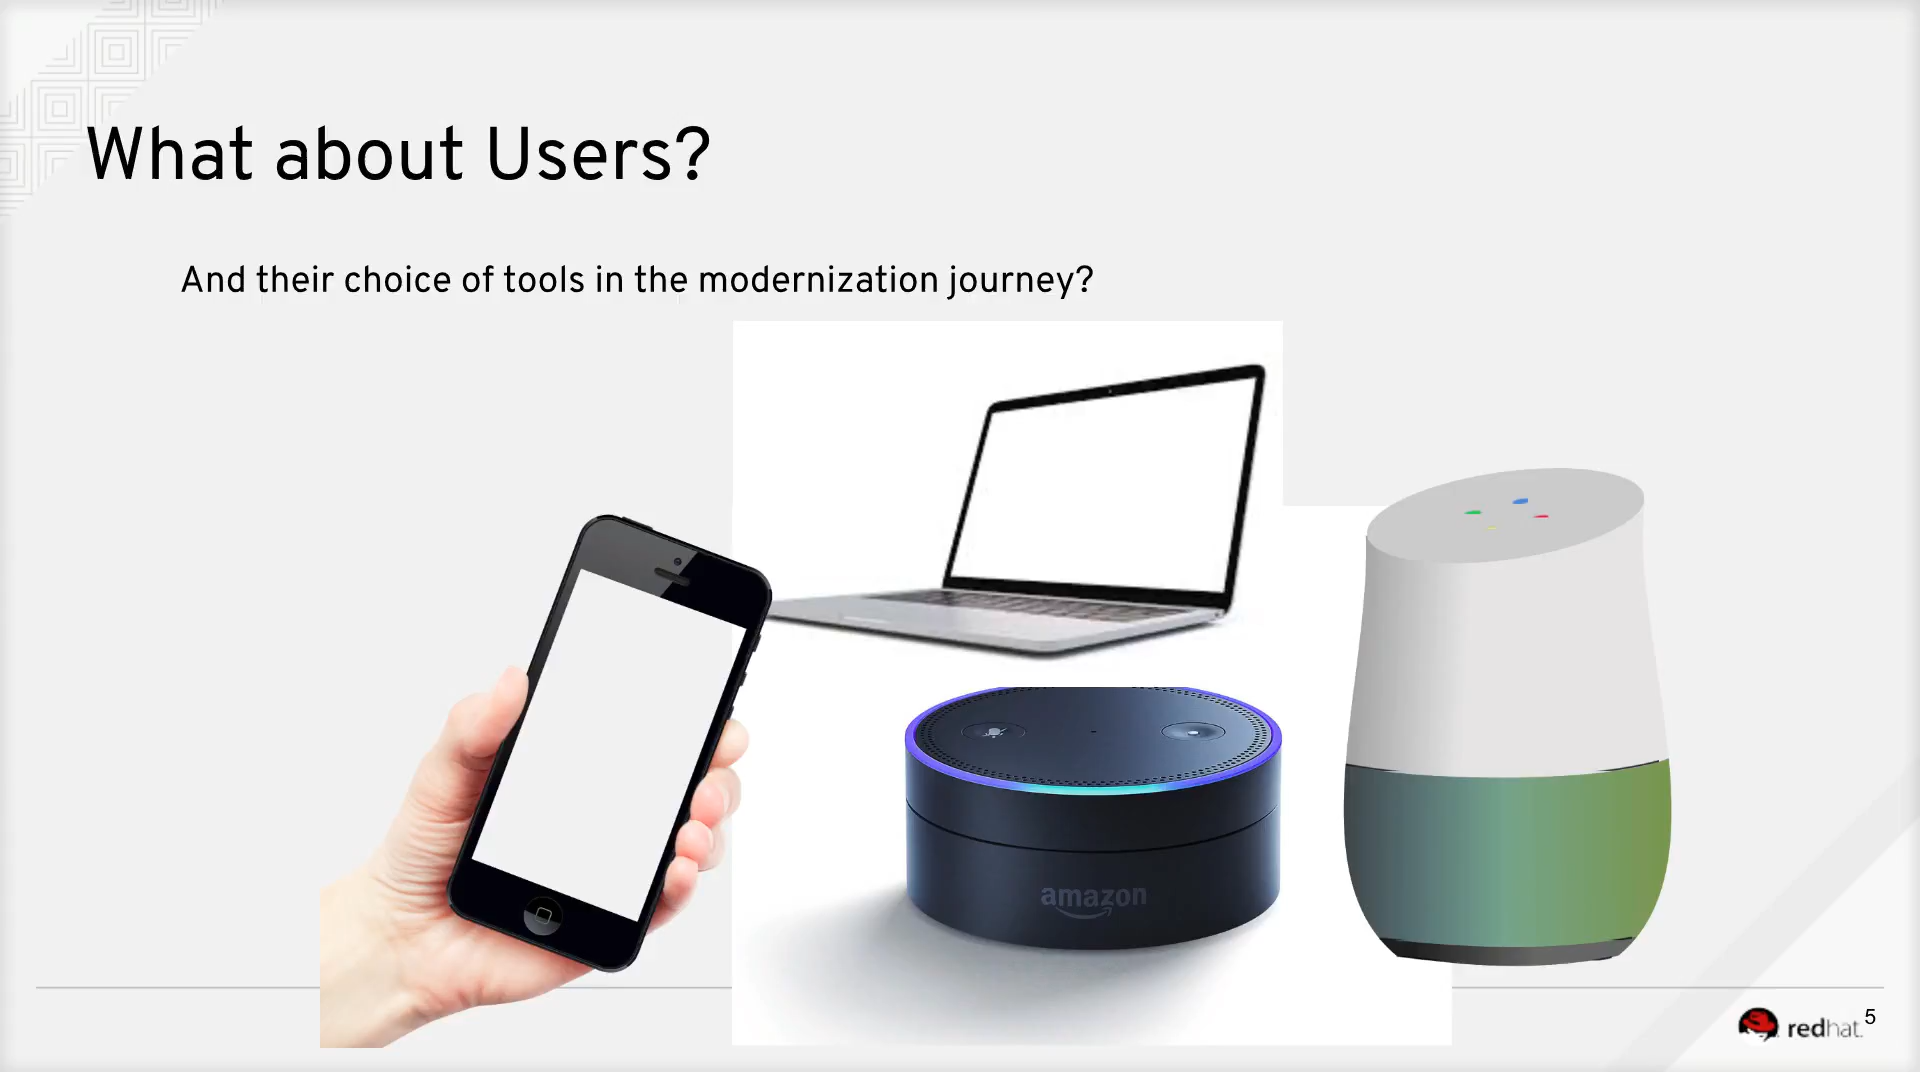 What about Users?
And their choice of tools in the modernization journey?
amazon
redhat.
5